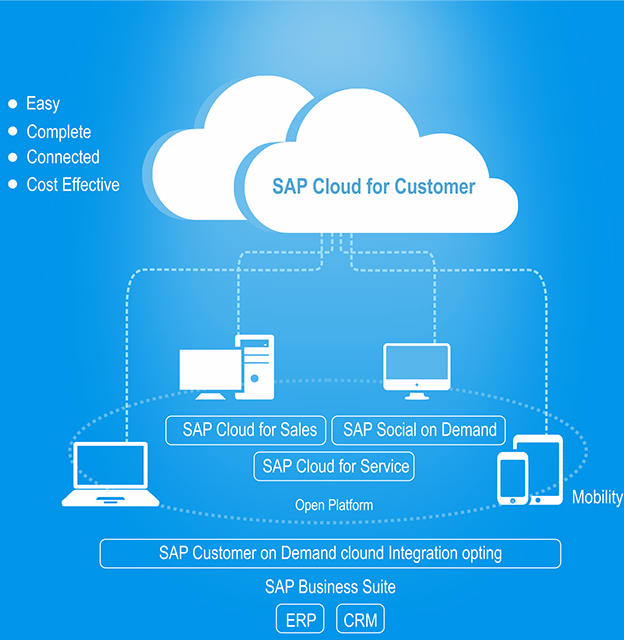 Easy
Complete
Connected
Cost Effective
SAP Cloud for Customer
SAP Cloud for Sales
SAP Social on Demand
SAP Cloud for Service
Open Platform
Mobility
SAP Customer on Demand clound Integration opting
SAP Business Suite
ERP
CRM